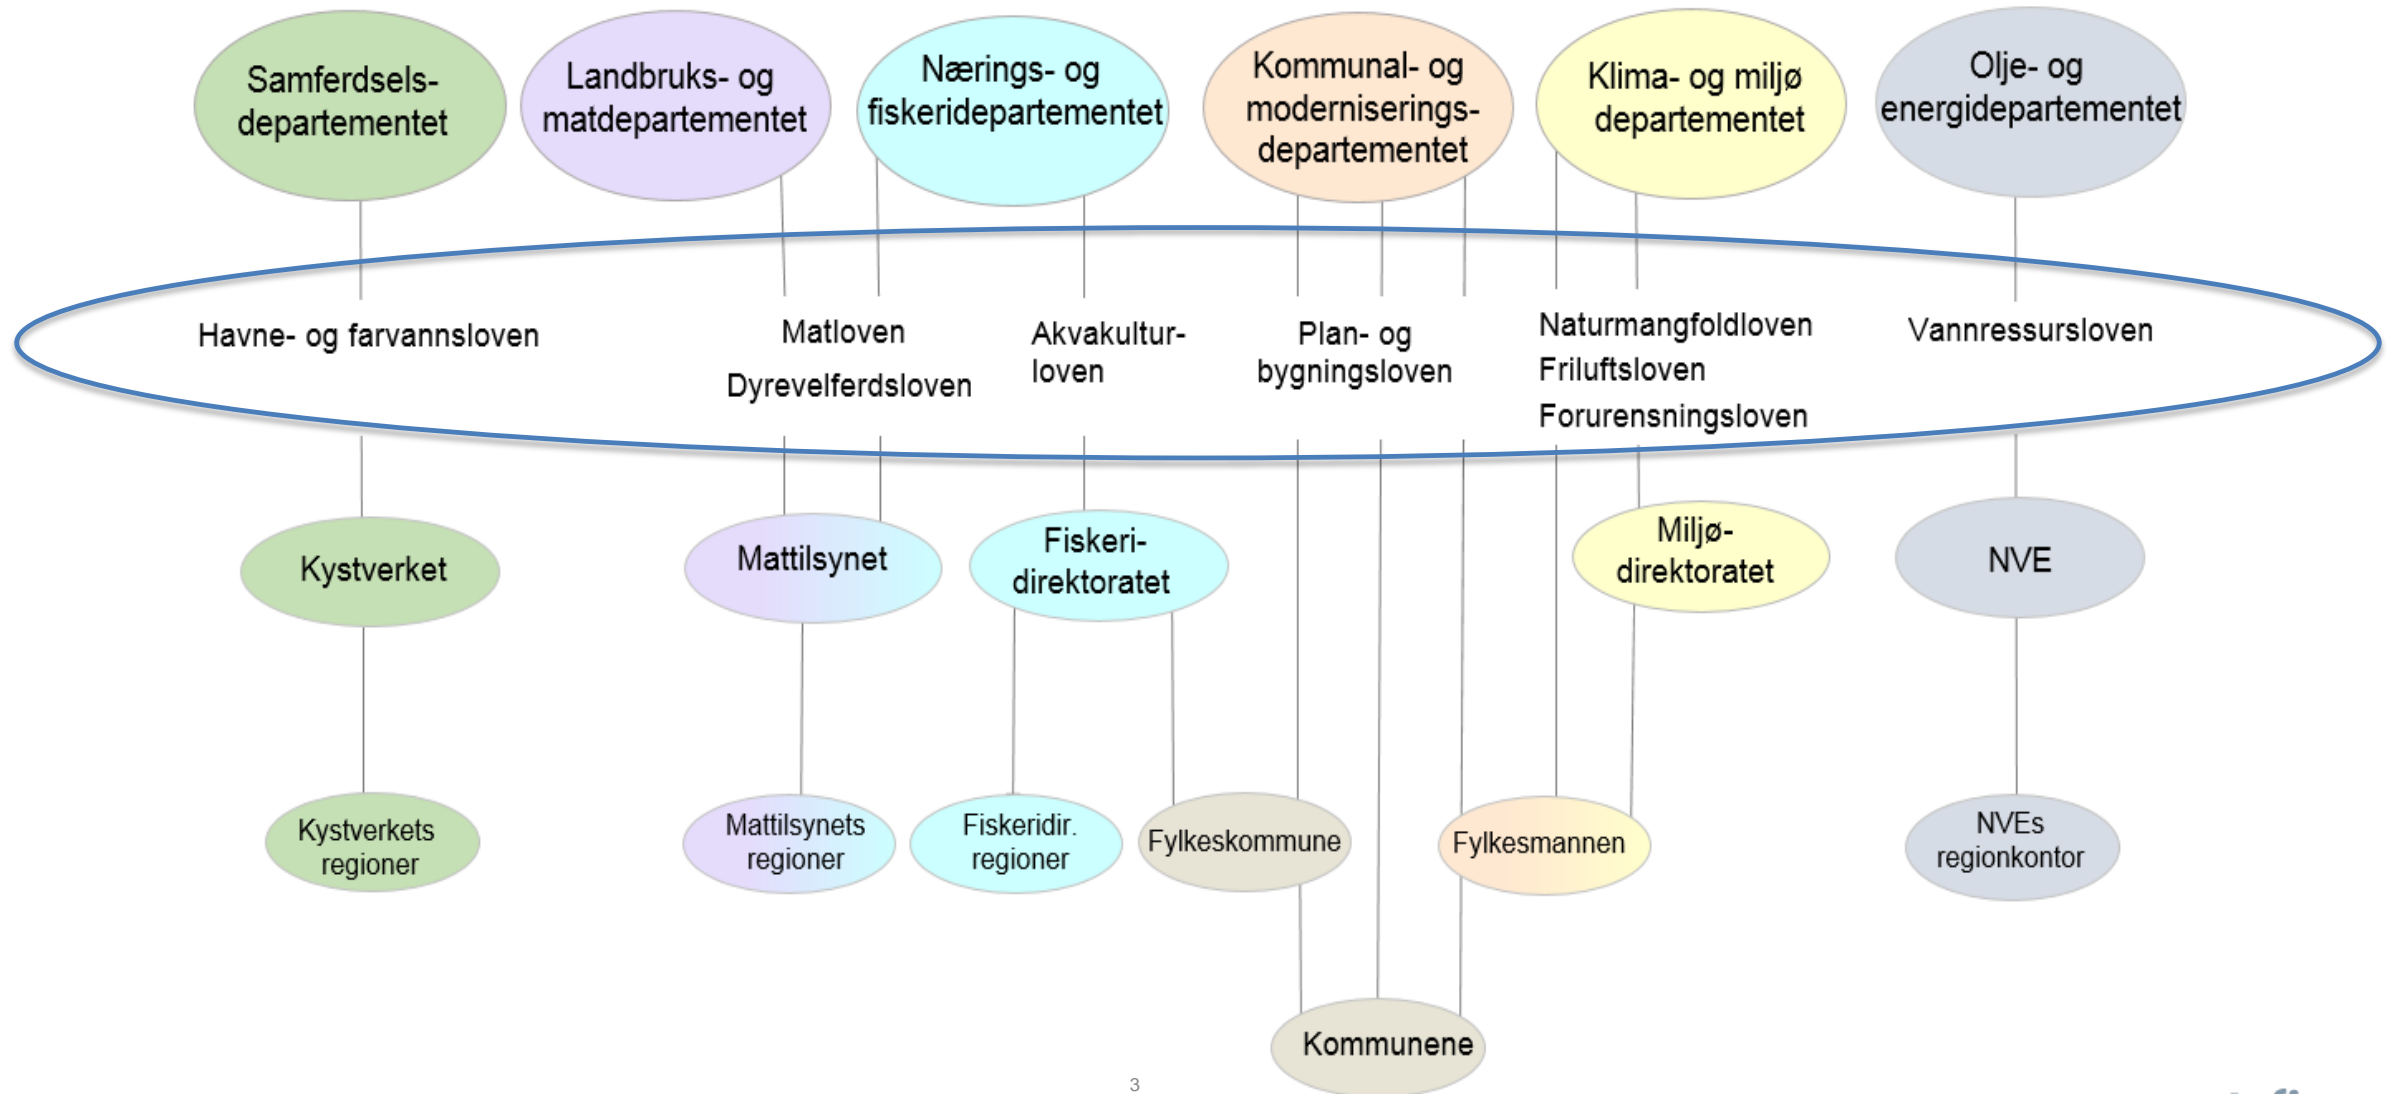 Samferdsels-
departementet
Landbruks- og
matdepartementet
Nærings- og
fiskeridepartementet
Kommunal- og
moderniserings-
departementet
Klima- og miljø
departementet
Olje- og
energidepartementet
Havne- og farvannsloven
Matloven
Dyrevelferdsloven
Akvakultur-
loven
Plan- og
bygningsloven
Naturmangfoldloven
Friluftsloven
Forurensningsloven
Vannressursloven
Kystverket
Mattilsynet
Fiskeri-
direktoratet
Miljø-
direktoratet
NVE
Kystverkets
regioner
Mattilsynets
regioner
Fiskeridir.
regioner
Fylkeskommune
Fylkesmannen
NVEs
regionkontor
Kommunene
3